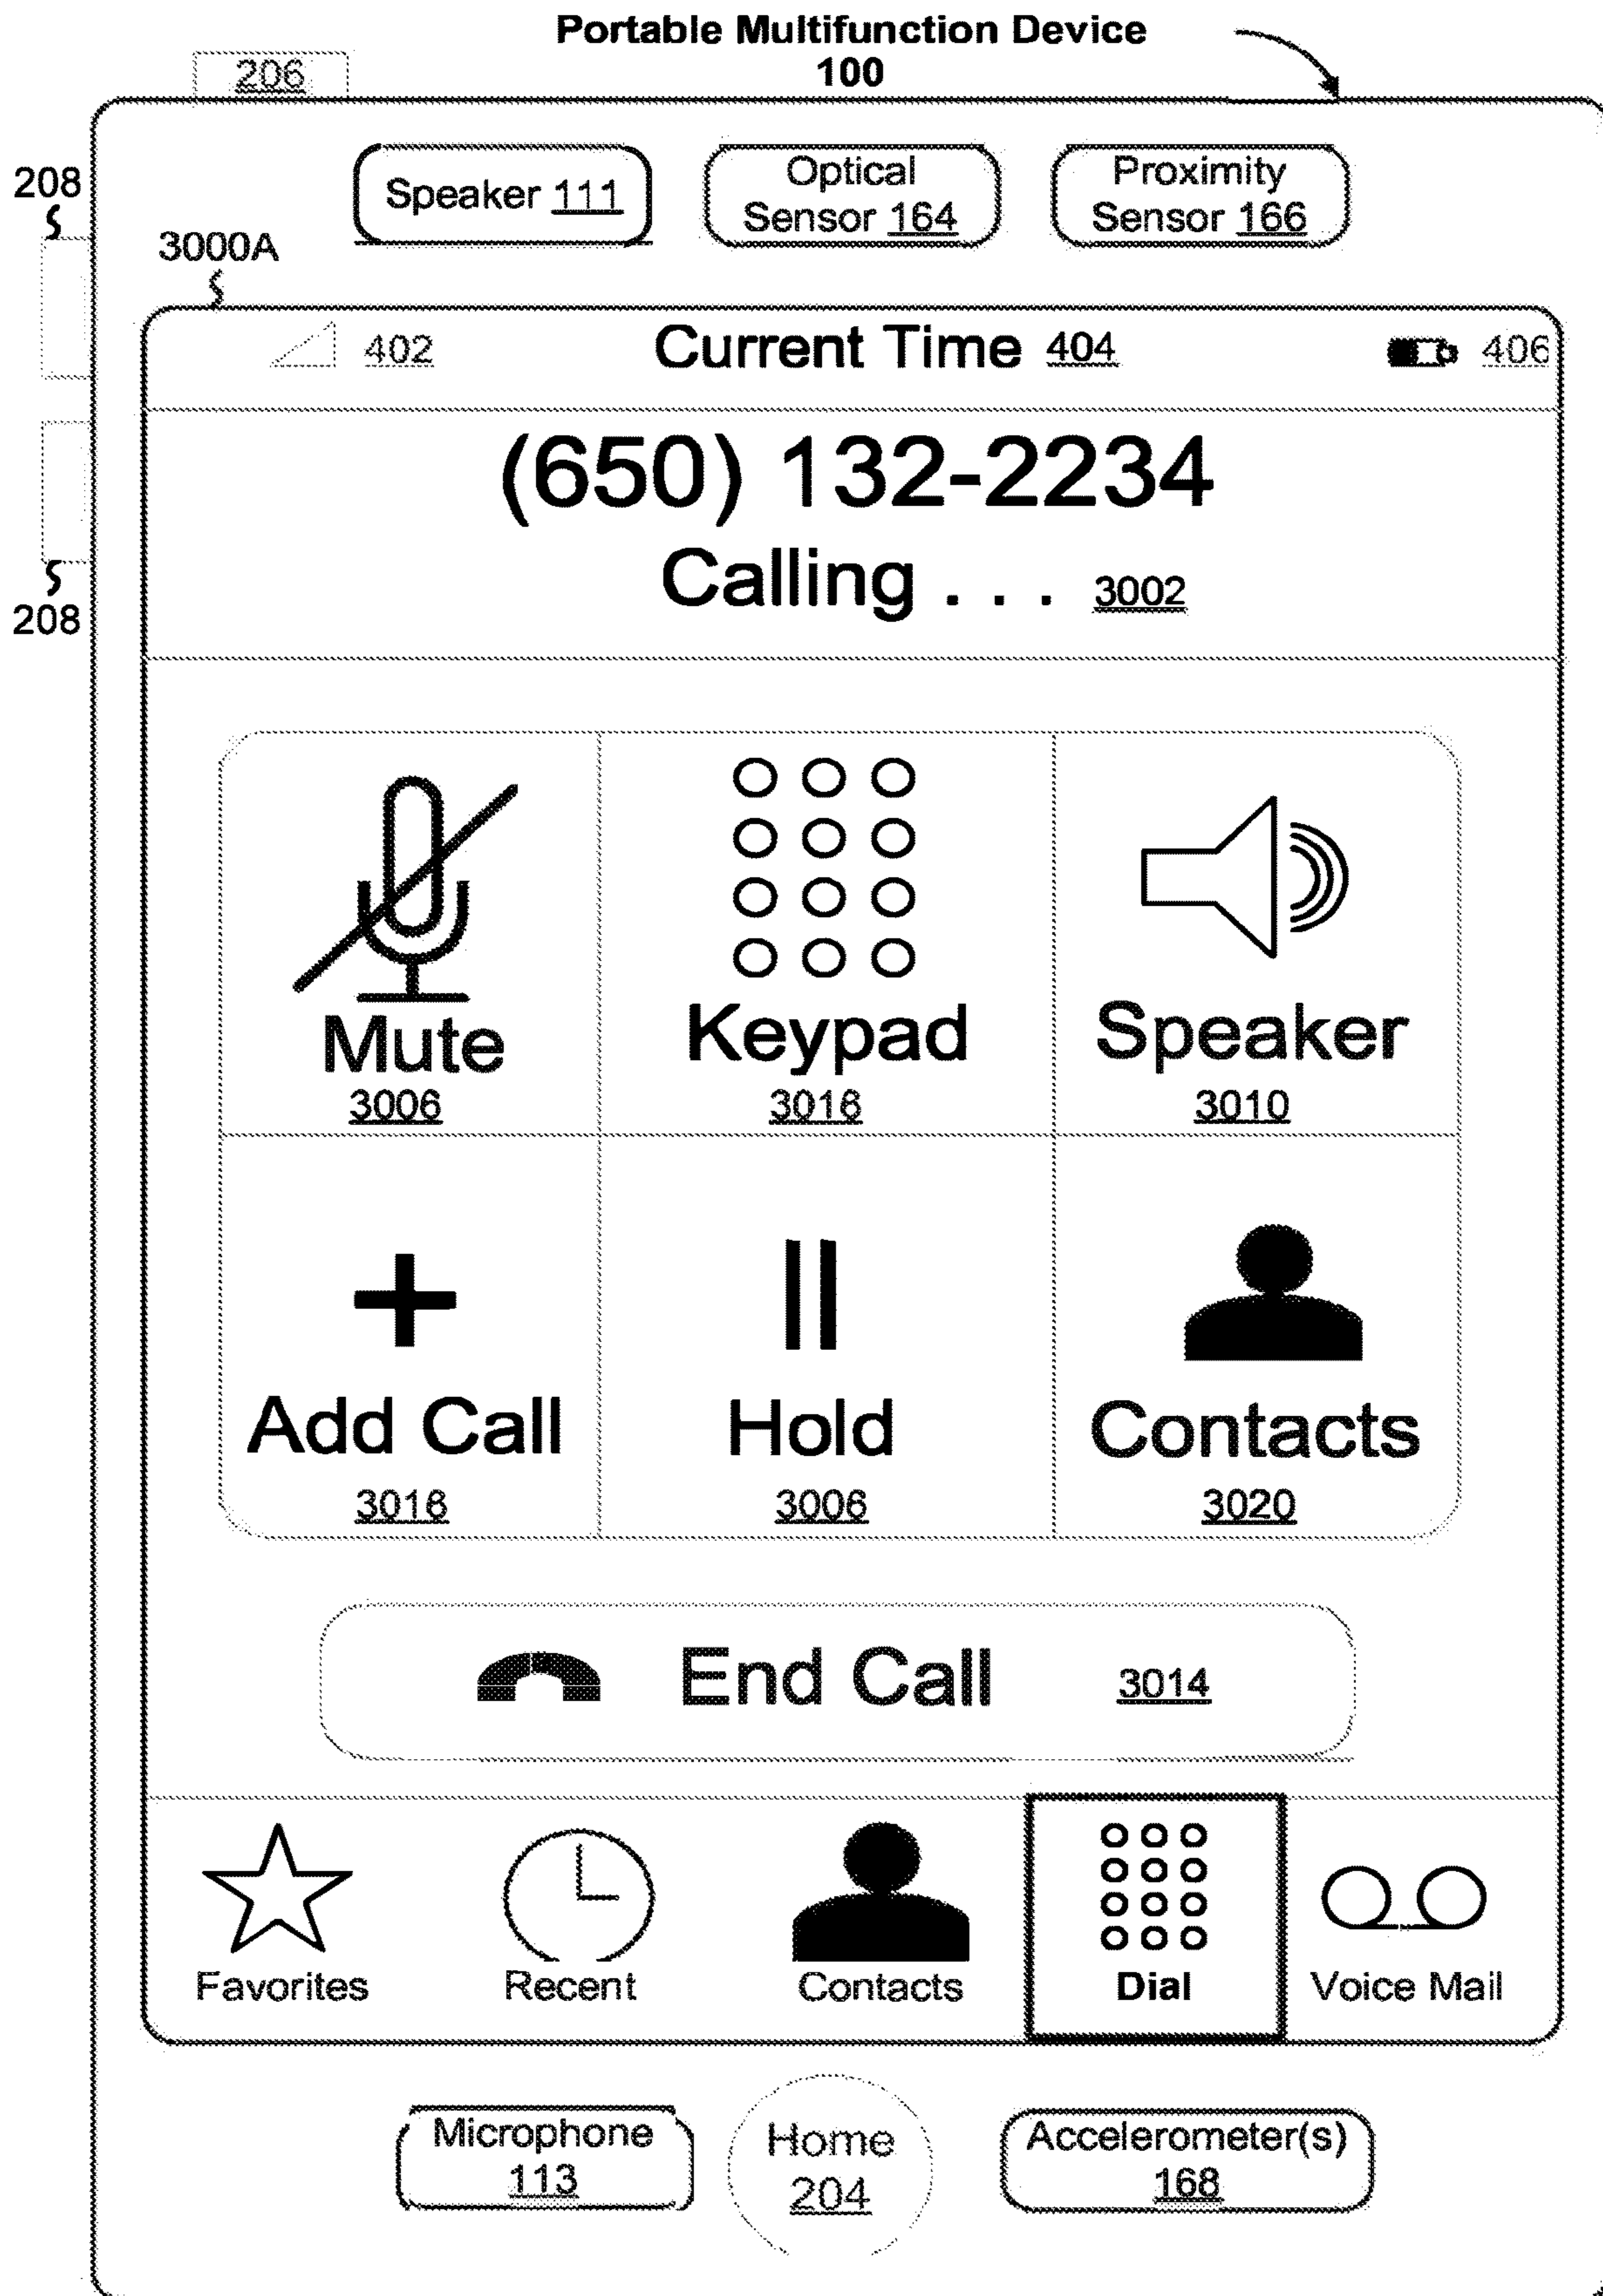 Portable Multifunction Device
100
206
208
Speaker 111
Optical
Sensor 164
Proximity
Sensor 166
3000A
402
Current Time 404
406
(650) 132-2234
Calling . . . 3002
208
Mute
3006
Keypad
3016
Speaker
3010
Add Call
3016
Hold
3006
Contacts
3020
End Call 3014
Favorites
Recent
Contacts
Dial
Voice Mail
Microphone
113
Home
204
Accelerometer(s)
168